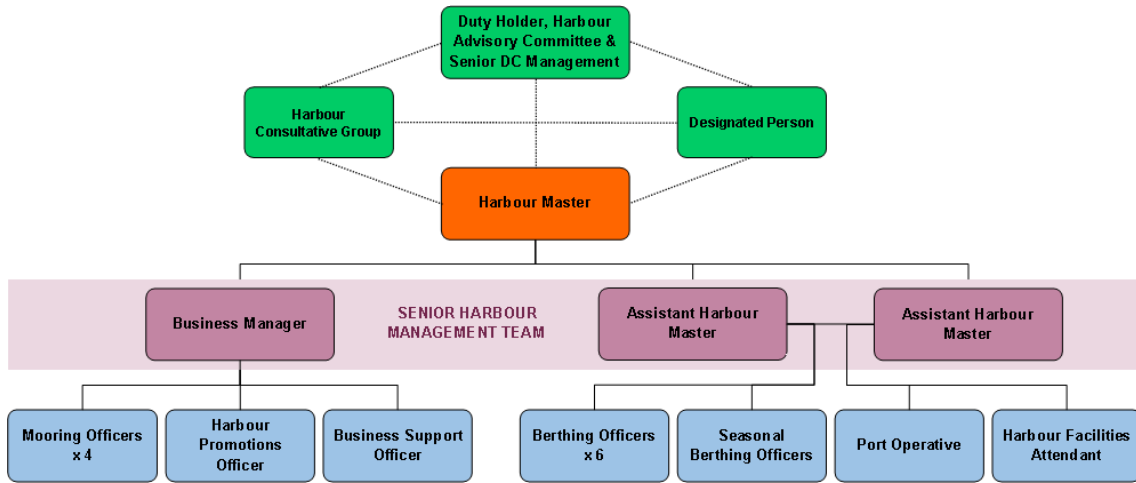 Duty Holder, Harbour
Advisory Committee &
Senior DC Management
Harbour
Consultative Group
Designated Person
Harbour Master
Business Manager
SENIOR HARBOUR
MANAGEMENT TEAM
Assistant Harbour
Master
Assistant Harbour
Master
Mooring Officers
x 4
Harbour
Promotions
Officer
Business Support
Officer
Berthing Officers
x 6
Seasonal
Berthing Officers
Port Operative
Harbour Facilities
Attendant